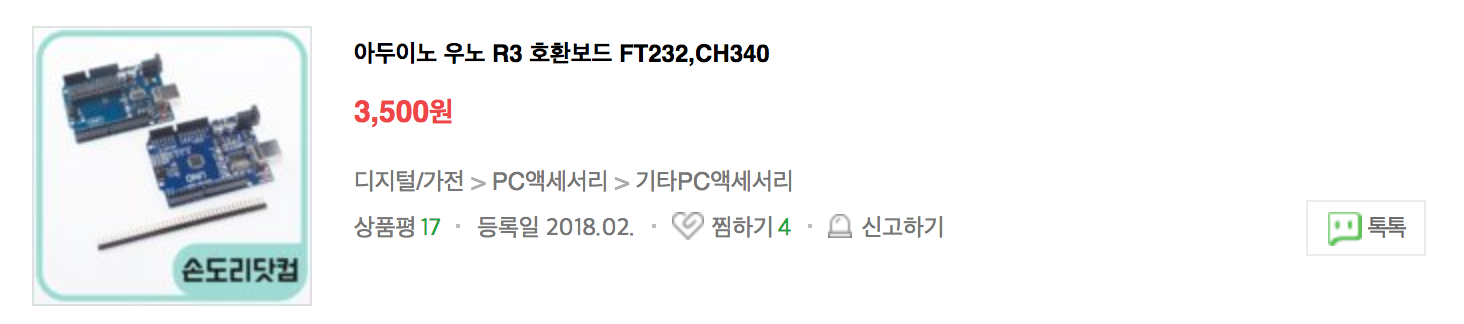 아두이노 우노 R3 호환보드 FT232,CH340
3,500원
디지털/가전 > PC액세서리 > 기타PC액세서리
상품평 17 · 등록일 2018.02. · 찜하기 4 · 신고하기
톡톡
UNO
손도리닷컴